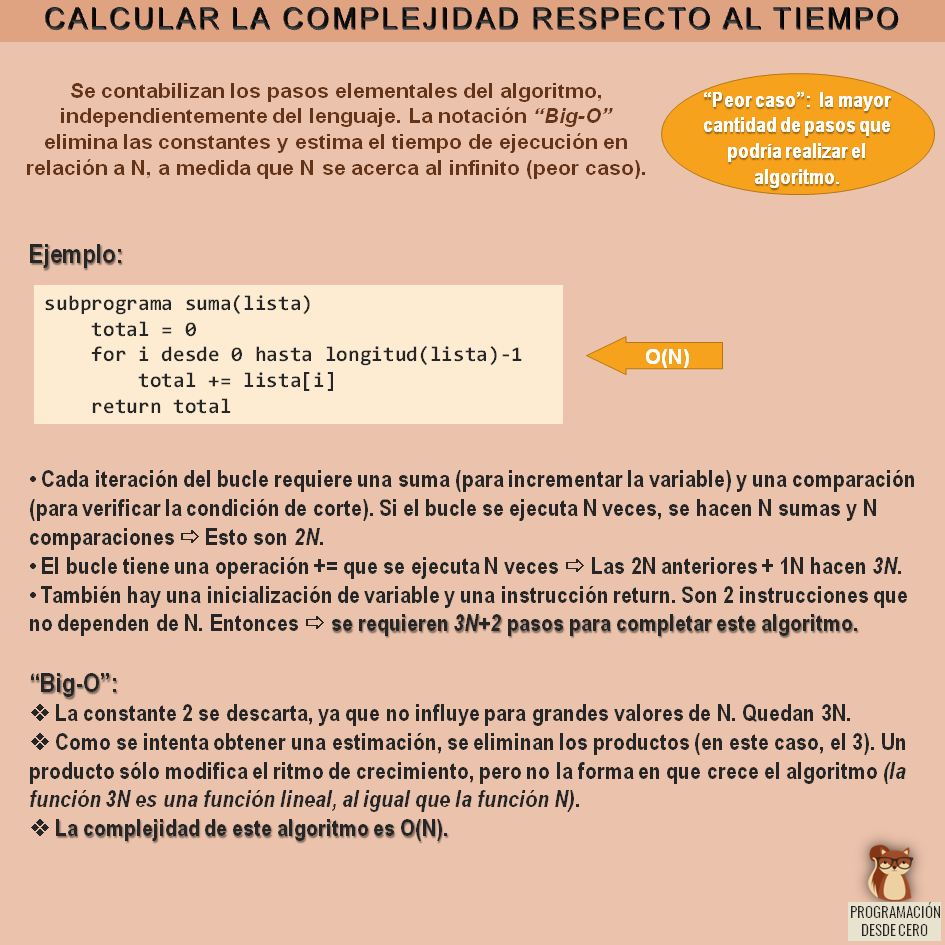 CALCULAR LA COMPLEJIDAD RESPECTO AL TIEMPO
Se contabilizan los pasos elementales del algoritmo,
independientemente del lenguaje. La notación “Big-O”
elimina las constantes y estima el tiempo de ejecución en
relación a N, a medida que N se acerca al infinito (peor caso).
“Peor caso”: la mayor
cantidad de pasos que
podría realizar el
algoritmo.
Ejemplo:
subprograma suma(lista)
    total = 0
    for i desde 0 hasta longitud(lista)-1
        total += lista[i]
    return total
O(N)
• Cada iteración del bucle requiere una suma (para incrementar la variable) y una comparación
(para verificar la condición de corte). Si el bucle se ejecuta N veces, se hacen N sumas y N
comparaciones ⇨ Esto son 2N.
• El bucle tiene una operación += que se ejecuta N veces ⇨ Las 2N anteriores + 1N hacen 3N.
• También hay una inicialización de variable y una instrucción return. Son 2 instrucciones que
no dependen de N. Entonces ⇨ se requieren 3N+2 pasos para completar este algoritmo.
“Big-O”:
❖ La constante 2 se descarta, ya que no influye para grandes valores de N. Quedan 3N.
❖ Como se intenta obtener una estimación, se eliminan los productos (en este caso, el 3). Un
producto sólo modifica el ritmo de crecimiento, pero no la forma en que crece el algoritmo (la
función 3N es una función lineal, al igual que la función N).
❖ La complejidad de este algoritmo es O(N).
PROGRAMACIÓN
DESDE CERO